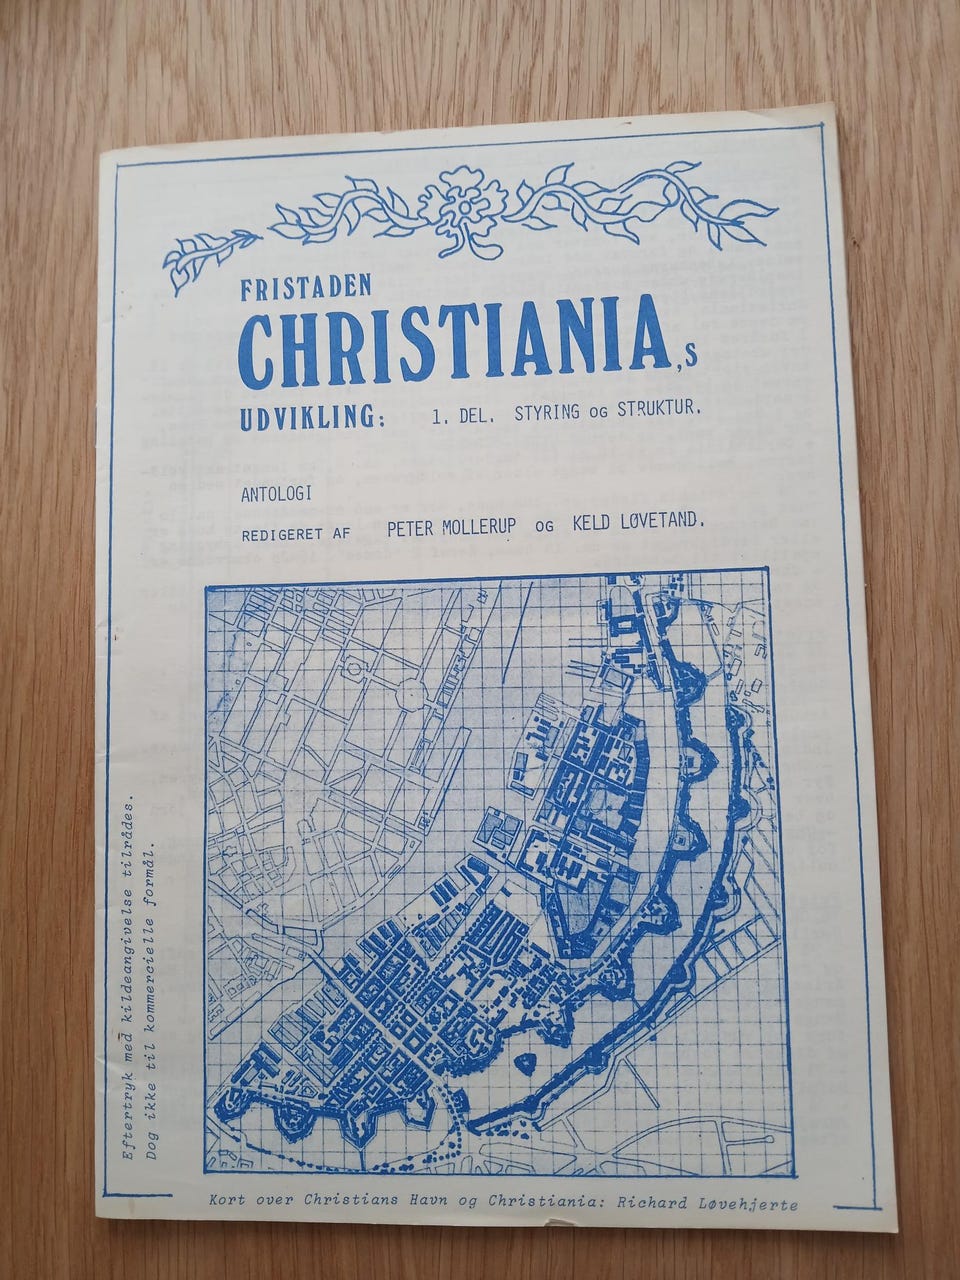 FRISTADEN
CHRISTIANIA,s
UDVIKLING: 1. DEL. STYRING OG STRUKTUR.
ANTOLOGI
REDIGERET AF PETER MOLLERUP OG KELD LØVETAND.
Eftertryk med kildeangivelse tilrådes.
Dog ikke til kommercielle formål.
Kort over Christians Havn og Christiania: Richard Løvehjerte